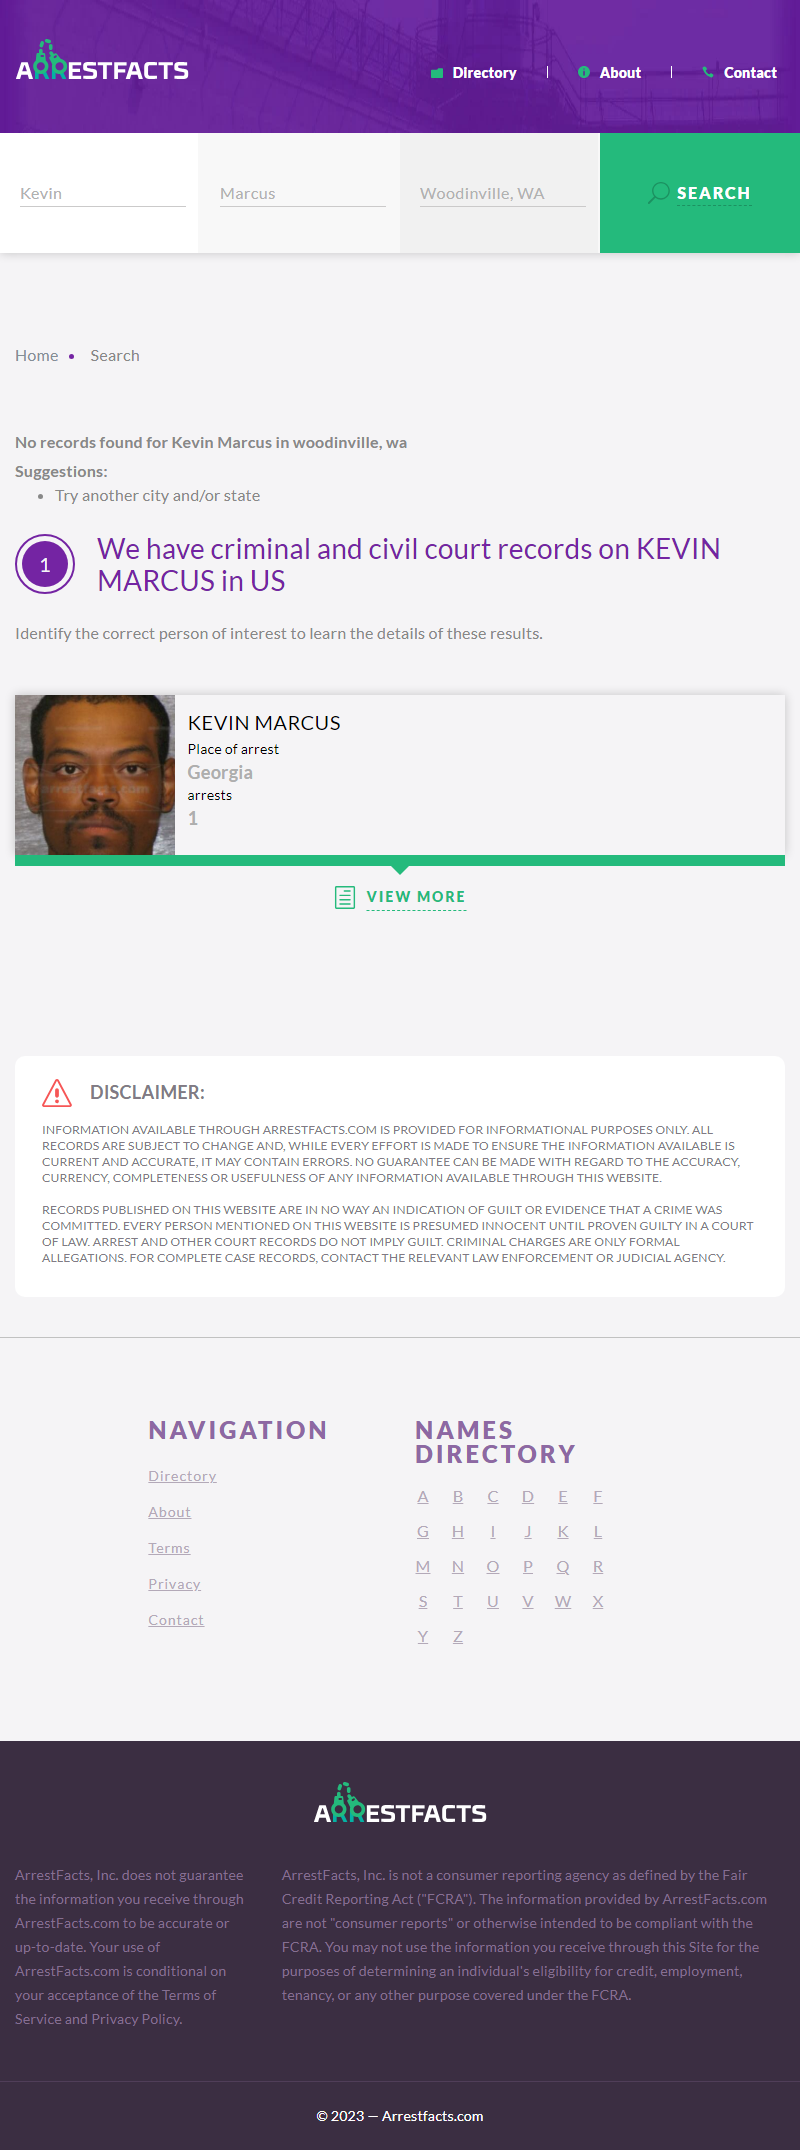 ARRESTFACTS
Directory
About
Contact
Kevin
Marcus
Woodinville, WA
SEARCH
Home • Search
No records found for Kevin Marcus in woodinville, wa
Suggestions:
• Try another city and/or state
1
We have criminal and civil court records on KEVIN
MARCUS in US
Identify the correct person of interest to learn the details of these results.
KEVIN MARCUS
Place of arrest
Georgia
arrests
1
VIEW MORE
DISCLAIMER:
INFORMATION AVAILABLE THROUGH ARRESTFACTS.COM IS PROVIDED FOR INFORMATIONAL PURPOSES ONLY. ALL
RECORDS ARE SUBJECT TO CHANGE AND, WHILE EVERY EFFORT IS MADE TO ENSURE THE INFORMATION AVAILABLE IS
CURRENT AND ACCURATE, IT MAY CONTAIN ERRORS. NO GUARANTEE CAN BE MADE WITH REGARD TO THE ACCURACY,
CURRENCY, COMPLETENESS OR USEFULNESS OF ANY INFORMATION AVAILABLE THROUGH THIS WEBSITE.
RECORDS PUBLISHED ON THIS WEBSITE ARE IN NO WAY AN INDICATION OF GUILT OR EVIDENCE THAT A CRIME WAS
COMMITTED. EVERY PERSON MENTIONED ON THIS WEBSITE IS PRESUMED INNOCENT UNTIL PROVEN GUILTY IN A COURT
OF LAW. ARREST AND OTHER COURT RECORDS DO NOT IMPLY GUILT. CRIMINAL CHARGES ARE ONLY FORMAL
ALLEGATIONS. FOR COMPLETE CASE RECORDS, CONTACT THE RELEVANT LAW ENFORCEMENT OR JUDICIAL AGENCY.
NAVIGATION
Directory
About
Terms
Privacy
Contact
NAMES
DIRECTORY
A B C D E F
G H I J K L
M N O P Q R
S T U V W X
Y Z
ARRESTFACTS
ArrestFacts, Inc. does not guarantee
the information you receive through
ArrestFacts.com to be accurate or
up-to-date. Your use of
ArrestFacts.com is conditional on
your acceptance of the Terms of
Service and Privacy Policy.
ArrestFacts, Inc. is not a consumer reporting agency as defined by the Fair
Credit Reporting Act ("FCRA"). The information provided by ArrestFacts.com
are not "consumer reports" or otherwise intended to be compliant with the
FCRA. You may not use the information you receive through this Site for the
purposes of determining an individual's eligibility for credit, employment,
tenancy, or any other purpose covered under the FCRA.
© 2023 — Arrestfacts.com